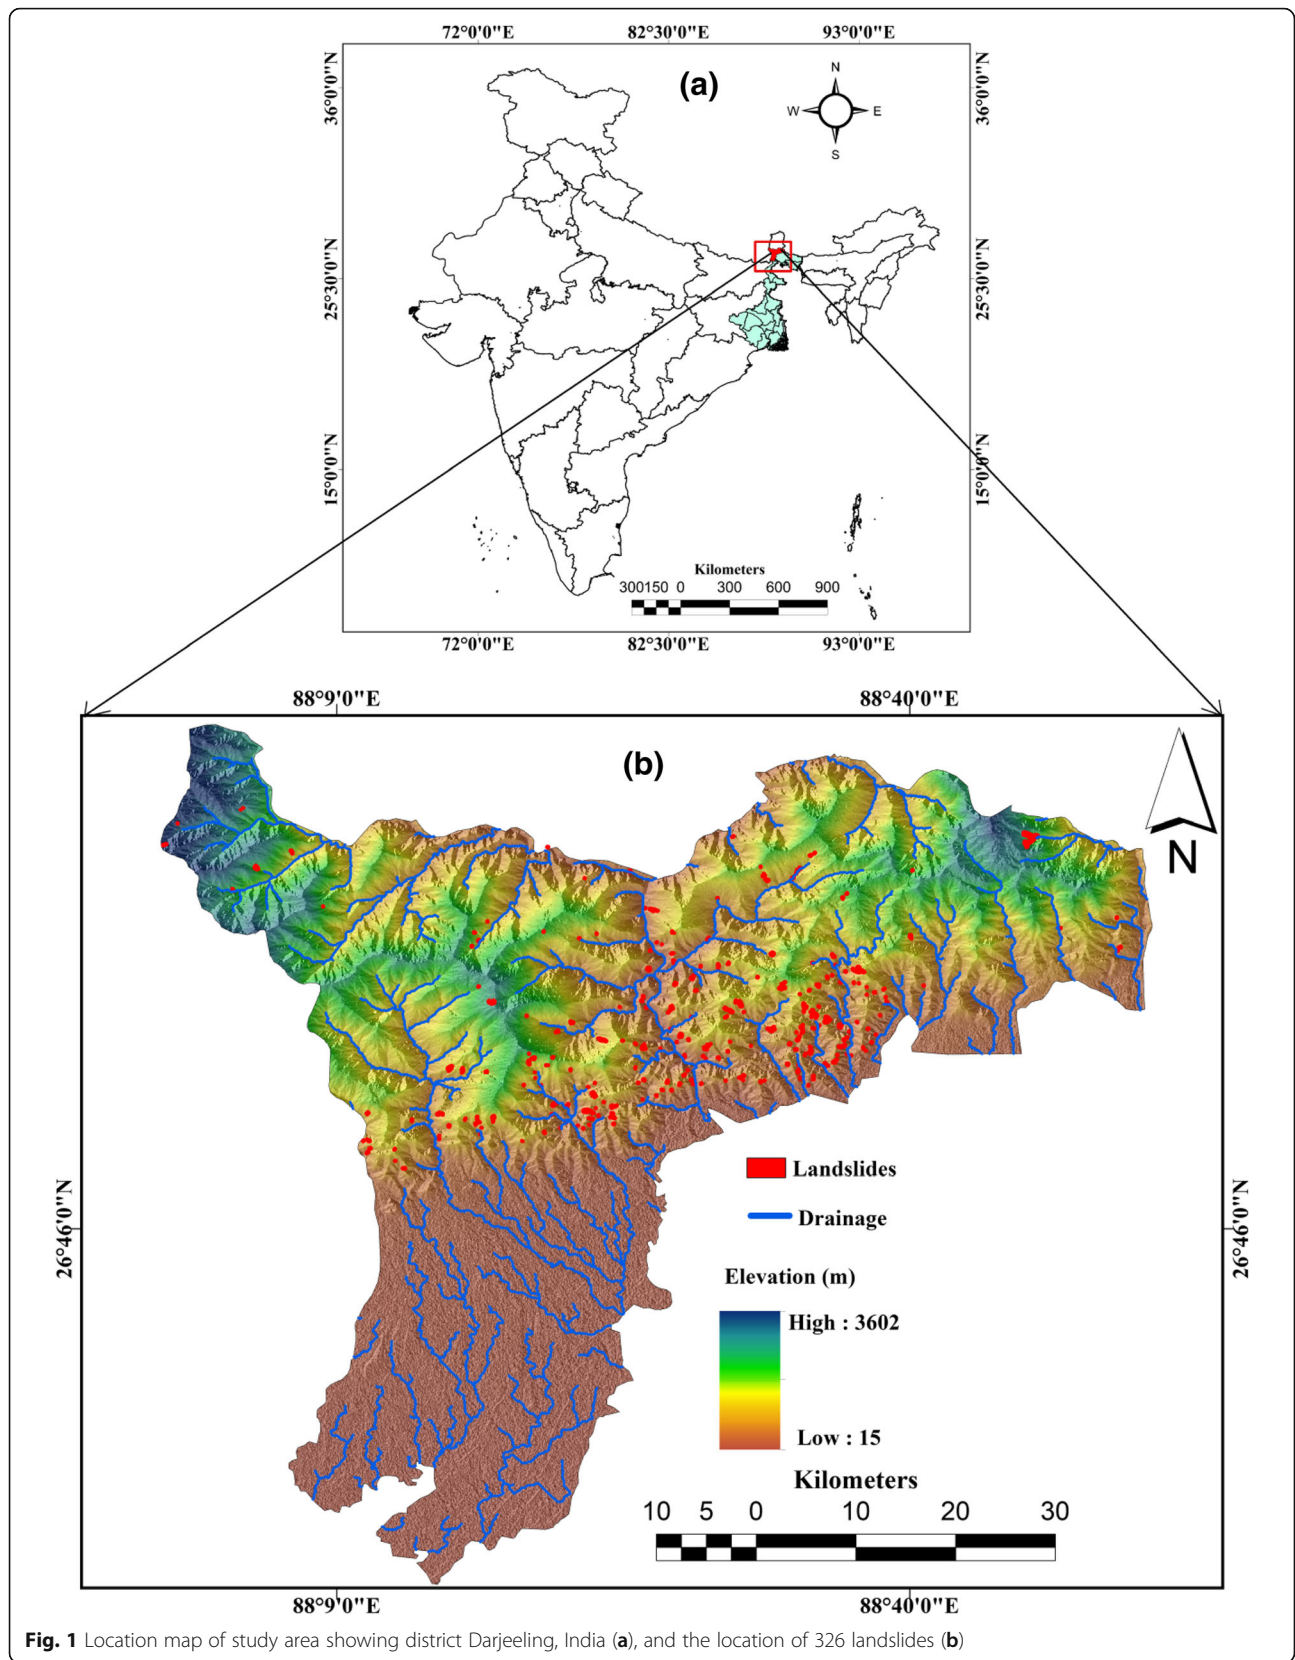 72°0'0"E 82°30'0"E 93°0'0"E
(a)
N
W E
S
36°0'0"N 36°0'0"N
25°30'0"N 25°30'0"N
15°0'0"N 15°0'0"N
Kilometers
300150 0 300 600 900
72°0'0"E 82°30'0"E 93°0'0"E
88°9'0"E 88°40'0"E
(b)
N
Landslides
Drainage
26°46'0"N 26°46'0"N
Elevation (m)
High : 3602
Low : 15
Kilometers
10 5 0 10 20 30
88°9'0"E 88°40'0"E
Fig. 1 Location map of study area showing district Darjeeling, India (a), and the location of 326 landslides (b)